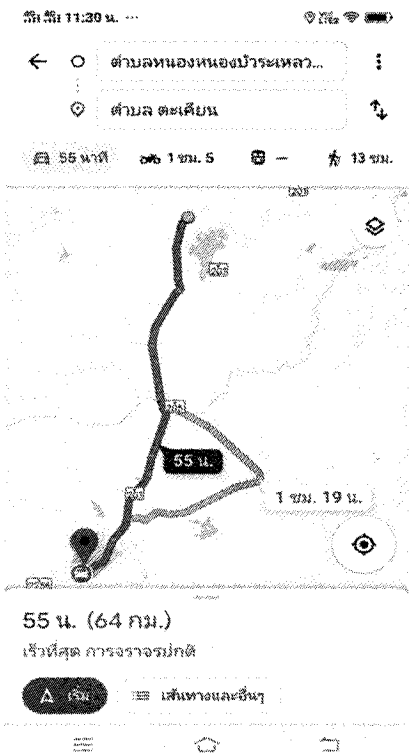 11:30 น. ...
ตำบลหนองหนองบัวระเหลว...
ตำบล ตะเคียน
55 นาที 1 ชม. 5 — 13 ชม.
55 น.
1 ชม. 19 น.
55 น. (64 กม.)
เร็วที่สุด การจราจรปกติ
เริ่ม เส้นทางและอื่นๆ